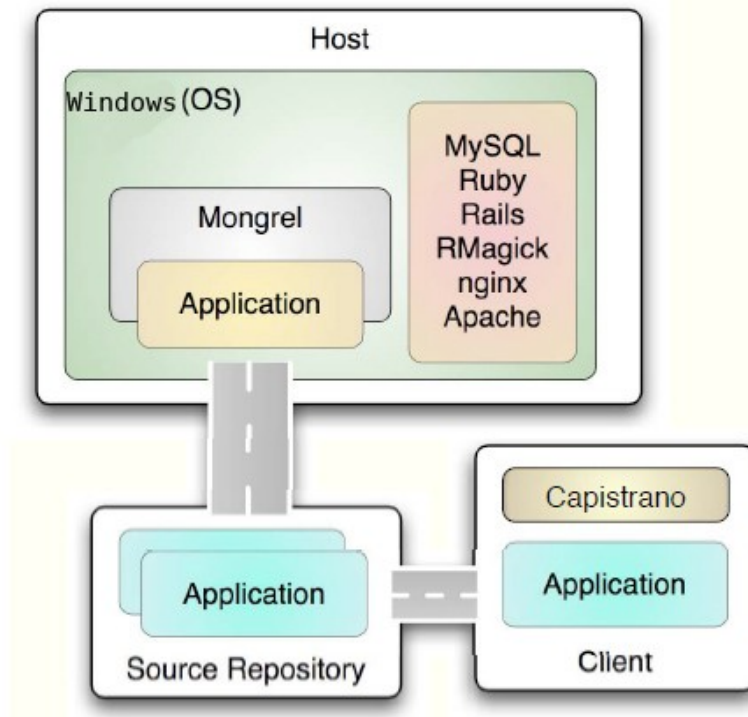 Host
Windows(OS)
MySQL
Ruby
Rails
RMagick
nginx
Apache
Mongrel
Application
Capistrano
Application
Client
Application
Source Repository